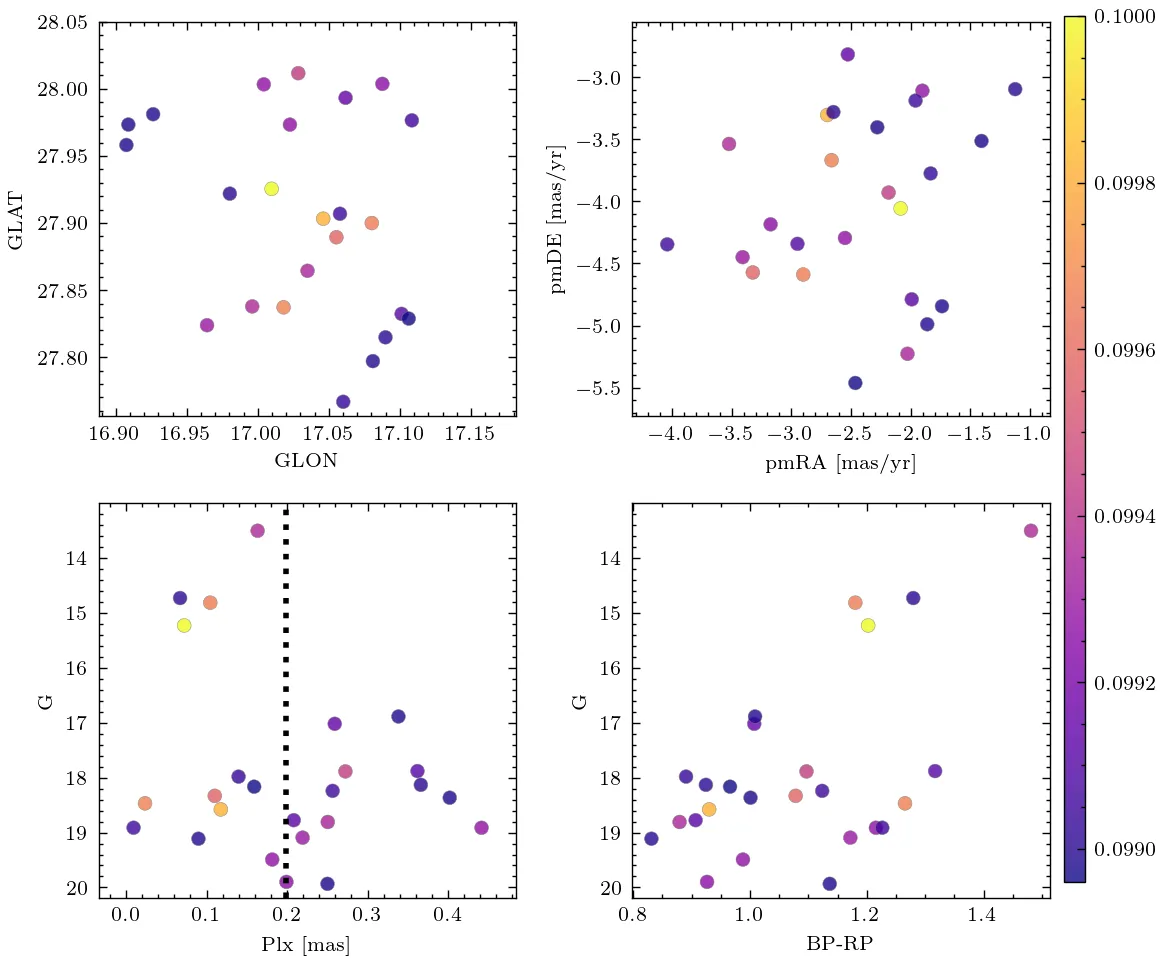 28.05
28.00
27.95
27.90
27.85
27.80
GLAT
16.90 16.95 17.00 17.05 17.10 17.15
GLON
−3.0
−3.5
−4.0
−4.5
−5.0
−5.5
pmDE [mas/yr]
−4.0 −3.5 −3.0 −2.5 −2.0 −1.5 −1.0
pmRA [mas/yr]
14
15
16
17
18
19
20
G
0.0 0.1 0.2 0.3 0.4
Plx [mas]
14
15
16
17
18
19
20
G
0.8 1.0 1.2 1.4
BP-RP
0.1000
0.0998
0.0996
0.0994
0.0992
0.0990